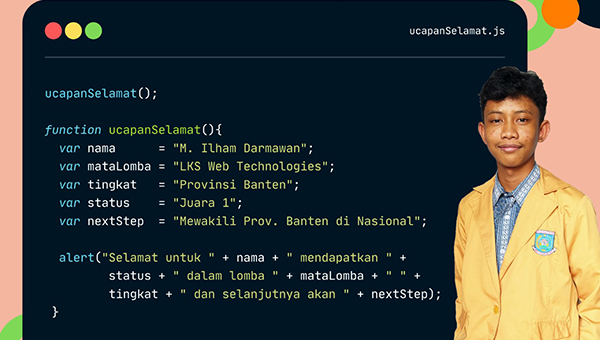 ucapanSelamat.js
ucapanSelamat();
function ucapanSelamat(){
var nama = "M. Ilham Darmawan";
var mataLomba = "LKS Web Technologies";
var tingkat = "Provinsi Banten";
var status = "Juara 1";
var nextStep = "Mewakili Prov. Banten di Nasional";
alert("Selamat untuk " + nama + " mendapatkan " +
status + " dalam lomba " + mataLomba + " " +
tingkat + " dan selanjutnya akan " + nextStep);
}